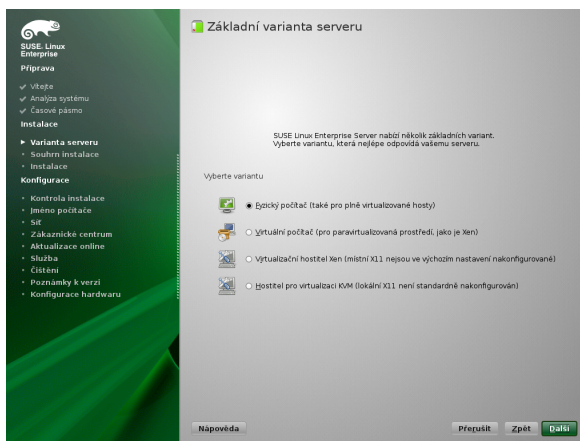 SUSE. Linux
Enterprise
Příprava
Vítejte
Analýza systému
Časové pásmo
Instalace
Varianta serveru
Souhrn instalace
Instalace
Konfigurace
Kontrola instalace
Jméno počítače
Síť
Zákaznické centrum
Aktualizace online
Služba
Čištění
Poznámky k verzi
Konfigurace hardwaru
Základní varianta serveru
SUSE Linux Enterprise Server nabízí několik základních variant.
Vyberte variantu, která nejlépe odpovídá vašemu serveru.
Vyberte variantu
Fyzický počítač (také pro plně virtualizované hosty)
Virtuální počítač (pro paravirtualizovaná prostředí, jako je Xen)
Virtualizační hostitel Xen (místní X11 nejsou ve výchozím nastavení nakonfigurované)
Hostitel pro virtualizaci KVM (lokální X11 není standardně nakonfigurován)
Nápověda
Přerušit
Zpět
Další